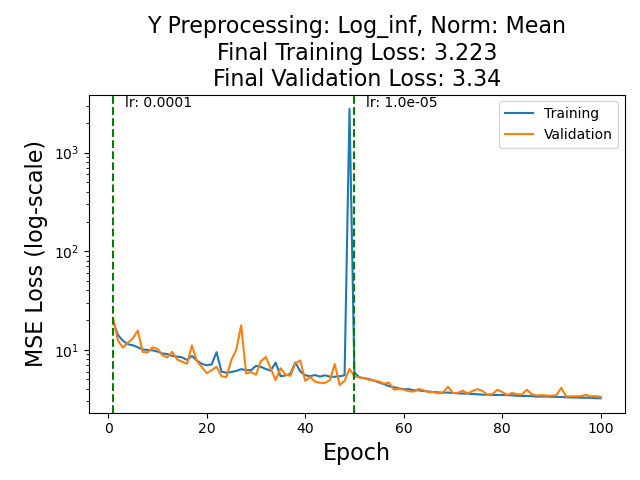 Y Preprocessing: Log_inf, Norm: Mean
Final Training Loss: 3.223
Final Validation Loss: 3.34
lr: 0.0001
lr: 1.0e-05
Training
Validation
MSE Loss (log-scale)
10³
10²
10¹
0 20 40 60 80 100
Epoch